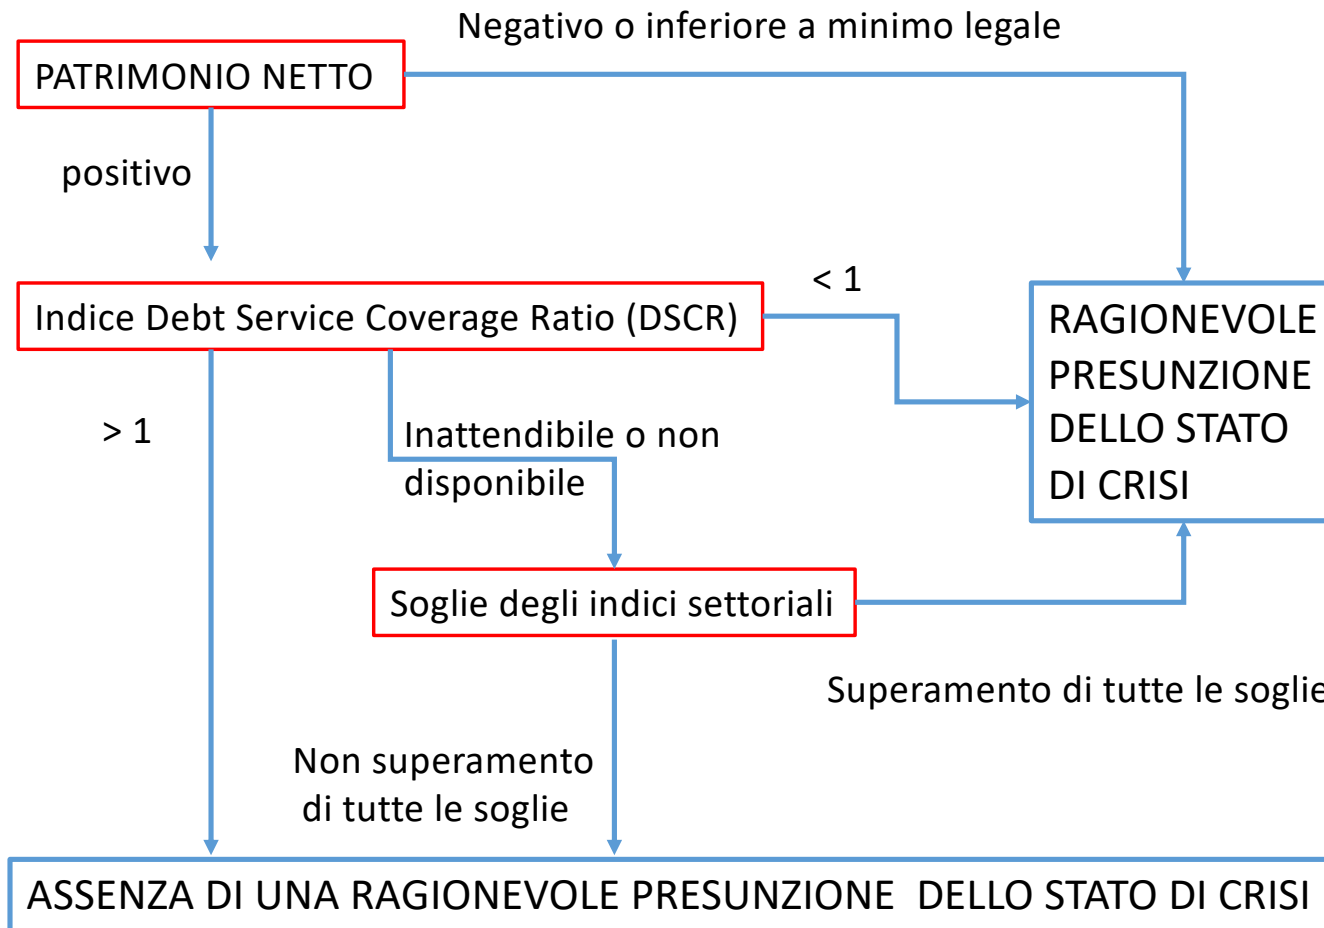 Negativo o inferiore a minimo legale
PATRIMONIO NETTO
positivo
< 1
Indice Debt Service Coverage Ratio (DSCR)
RAGIONEVOLE
PRESUNZIONE
DELLO STATO
DI CRISI
> 1
Inattendibile o non
disponibile
Soglie degli indici settoriali
Superamento di tutte le soglie
Non superamento
di tutte le soglie
ASSENZA DI UNA RAGIONEVOLE PRESUNZIONE DELLO STATO DI CRISI